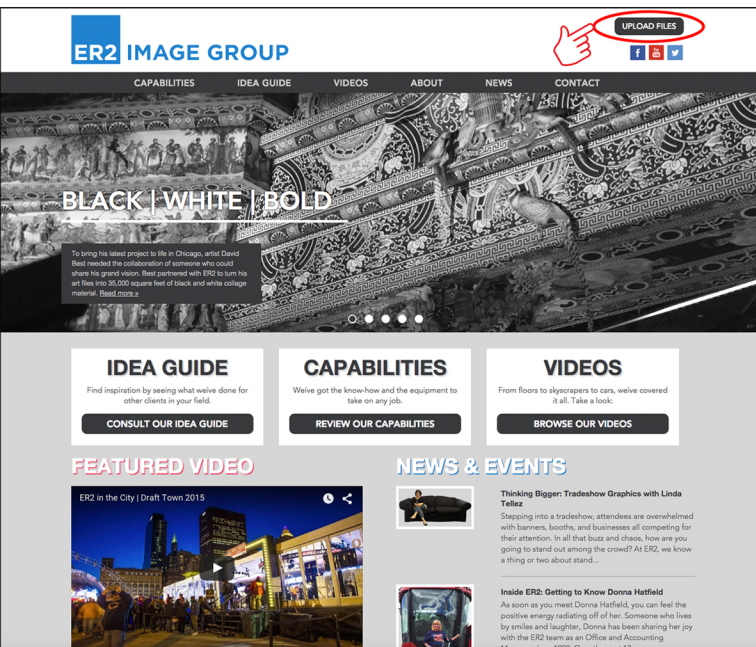 UPLOAD FILES
ER2 IMAGE GROUP
f You Tube
CAPABILITIES IDEA GUIDE VIDEOS ABOUT NEWS CONTACT
BLACK | WHITE | BOLD
To bring his latest project to life in Chicago, artist David
Best needed the collaboration of someone who could
share his grand vision. Best partnered with ER2 to turn his
art files into 35,000 square feet of black and white collage
material. Read more »
IDEA GUIDE
Find inspiration by seeing what weive done for
other clients in your field.
CONSULT OUR IDEA GUIDE
CAPABILITIES
Weive got the know-how and the equipment to
take on any job.
REVIEW OUR CAPABILITIES
VIDEOS
From floors to skyscrapers to cars, weive covered
it all. Take a look:
BROWSE OUR VIDEOS
FEATURED VIDEO
ER2 in the City | Draft Town 2015
NEWS & EVENTS
Thinking Bigger: Tradeshow Graphics with Linda
Tellez
Stepping into a tradeshow, attendees are overwhelmed
with banners, booths, and businesses all competing for
their attention. In all that buzz and chaos, how are you
going to stand out among the crowd? At ER2, we know
a thing or two about stand...
Inside ER2: Getting to Know Donna Hatfield
As soon as you meet Donna Hatfield, you can feel the
positive energy radiating off of her. Someone who lives
by smiles and laughter, Donna has been sharing her joy
with the ER2 team as an Office and Accounting